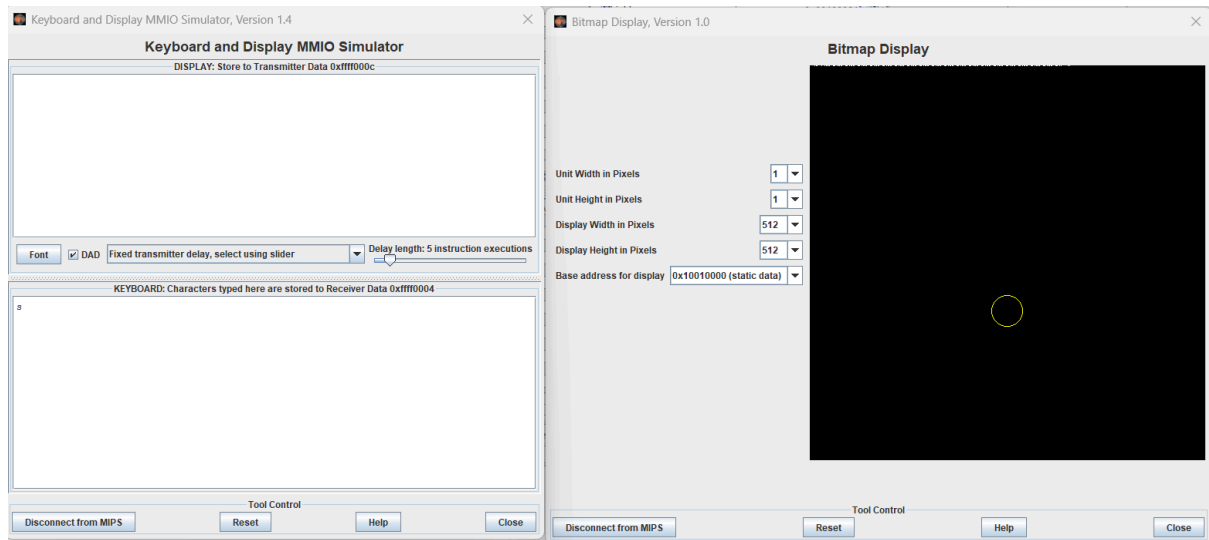 Keyboard and Display MMIO Simulator, Version 1.4
Keyboard and Display MMIO Simulator
DISPLAY: Store to Transmitter Data 0xffff000c
Font
DAD
Fixed transmitter delay, select using slider
Delay length: 5 instruction executions
KEYBOARD: Characters typed here are stored to Receiver Data 0xffff0004
s
Tool Control
Disconnect from MIPS
Reset
Help
Close
Bitmap Display, Version 1.0
Bitmap Display
Unit Width in Pixels 1
Unit Height in Pixels 1
Display Width in Pixels 512
Display Height in Pixels 512
Base address for display 0x10010000 (static data)
Tool Control
Disconnect from MIPS
Reset
Help
Close